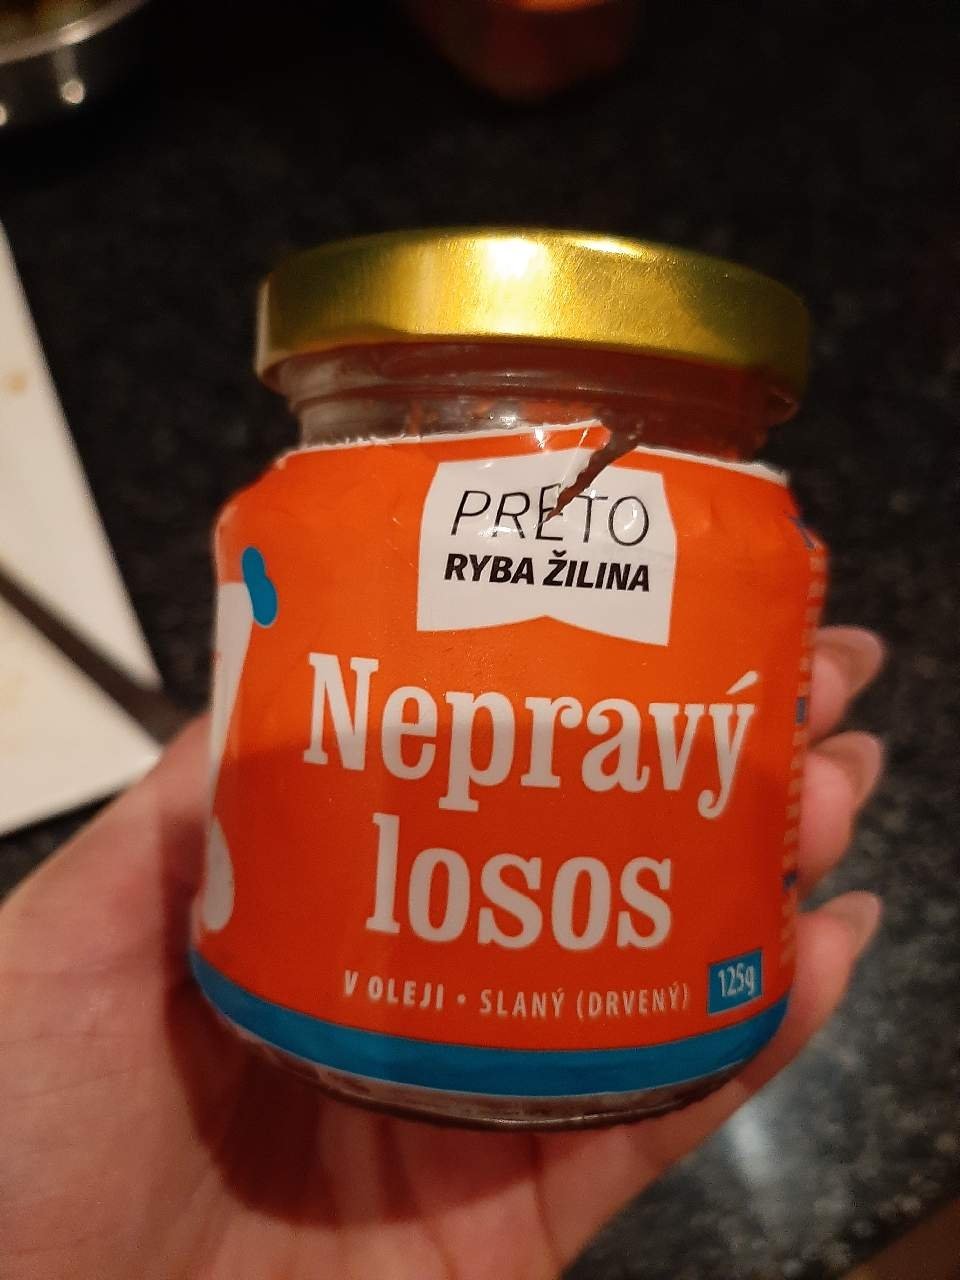 PRETO
RYBA ŽILINA
Nepravý
losos
V OLEJI • SLANÝ (DRVENÝ)
125g